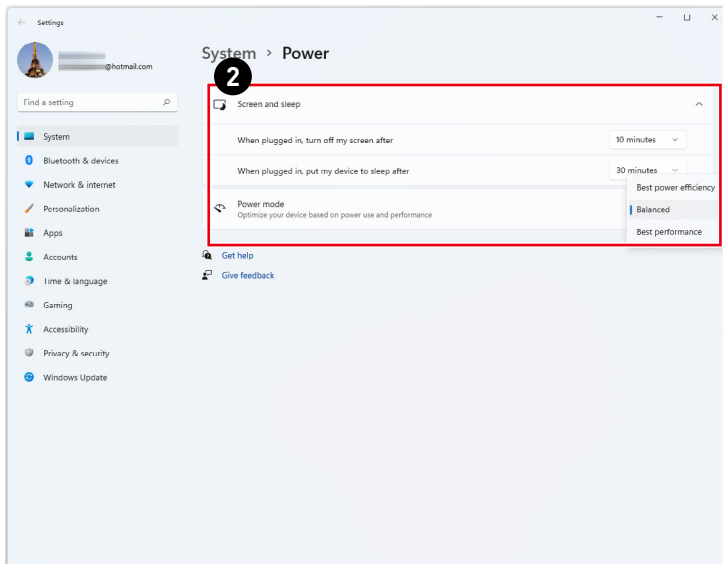 Settings
@hotmail.com
System > Power
2
Find a setting
Screen and sleep
When plugged in, turn off my screen after
10 minutes
When plugged in, put my device to sleep after
30 minutes
Power mode
Optimize your device based on power use and performance
Best power efficiency
Balanced
Best performance
Get help
Give feedback
System
Bluetooth & devices
Network & internet
Personalization
Apps
Accounts
Time & language
Gaming
Accessibility
Privacy & security
Windows Update